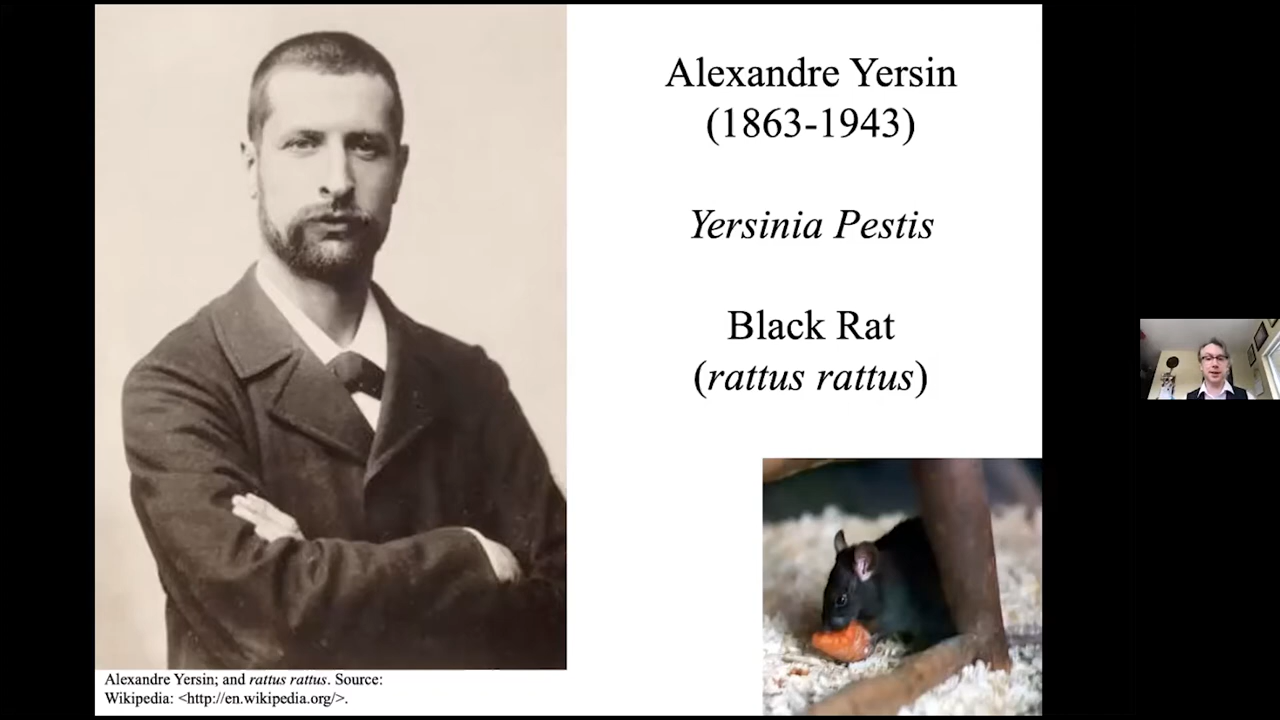 Alexandre Yersin
(1863-1943)
Yersinia Pestis
Black Rat
(rattus rattus)
Alexandre Yersin; and rattus rattus. Source:
Wikipedia: <http://en.wikipedia.org/>.